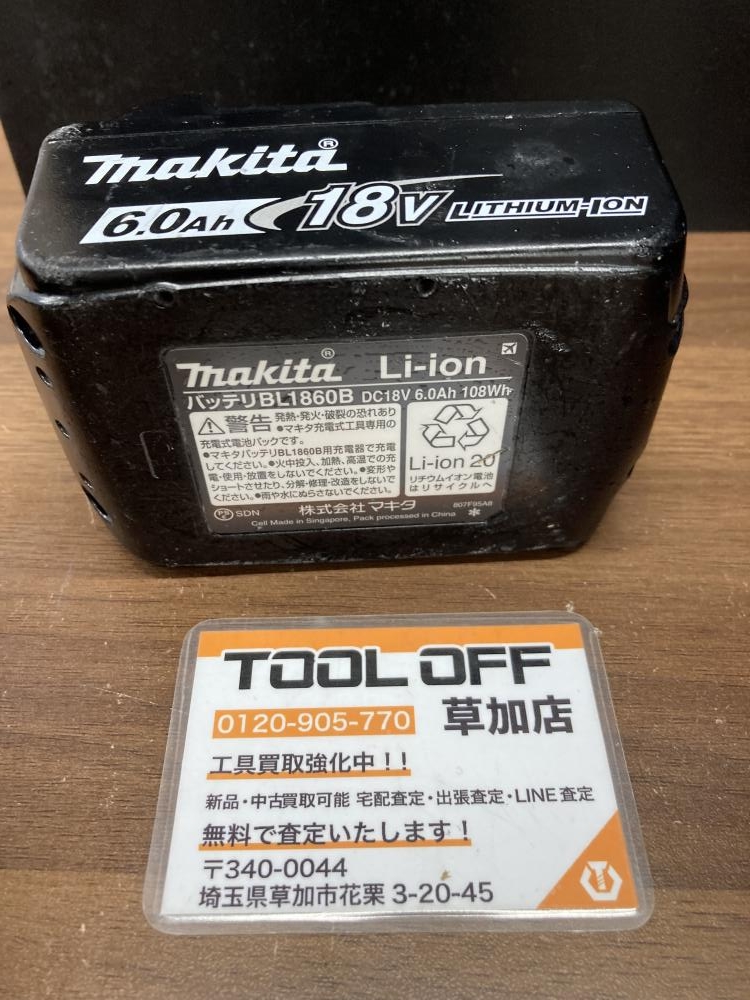 makita®
6.0Ah 18V LITHIUM-ION
makita® Li-ion
バッテリBL1860B DC18V 6.0Ah 108Wh
警告 発熱・発火・破裂の恐れあり
●マキタ充電式工具専用の
充電式電池パックです。
●マキタバッテリBL1860B用充電器で充電
してください。●火中投入、加熱、高温での充
電・使用・放置をしないでください。●変形や
ショートさせたり、分解・修理・改造をしないで
ください。●雨や水にぬらさないでください。
Li-ion 20
リチウムイオン電池
はリサイクルへ
PS E SDN 株式会社マキタ 807F95AB
Cell Made in Singapore, Pack processed in China *
TOOL OFF
0120-905-770 草加店
工具買取強化中!!
新品・中古買取可能 宅配査定・出張査定・LINE査定
無料で査定いたします!
〒340-0044
埼玉県草加市花栗 3-20-45